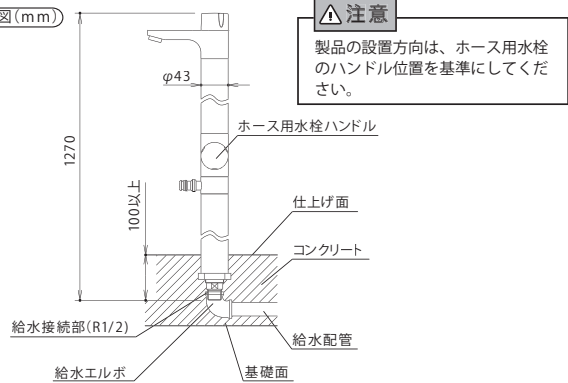 図(mm)
⚠注意
製品の設置方向は、ホース用水栓
のハンドル位置を基準にしてくだ
さい。
φ43
ホース用水栓ハンドル
1270
100以上
仕上げ面
コンクリート
給水接続部(R1/2)
給水配管
給水エルボ
基礎面